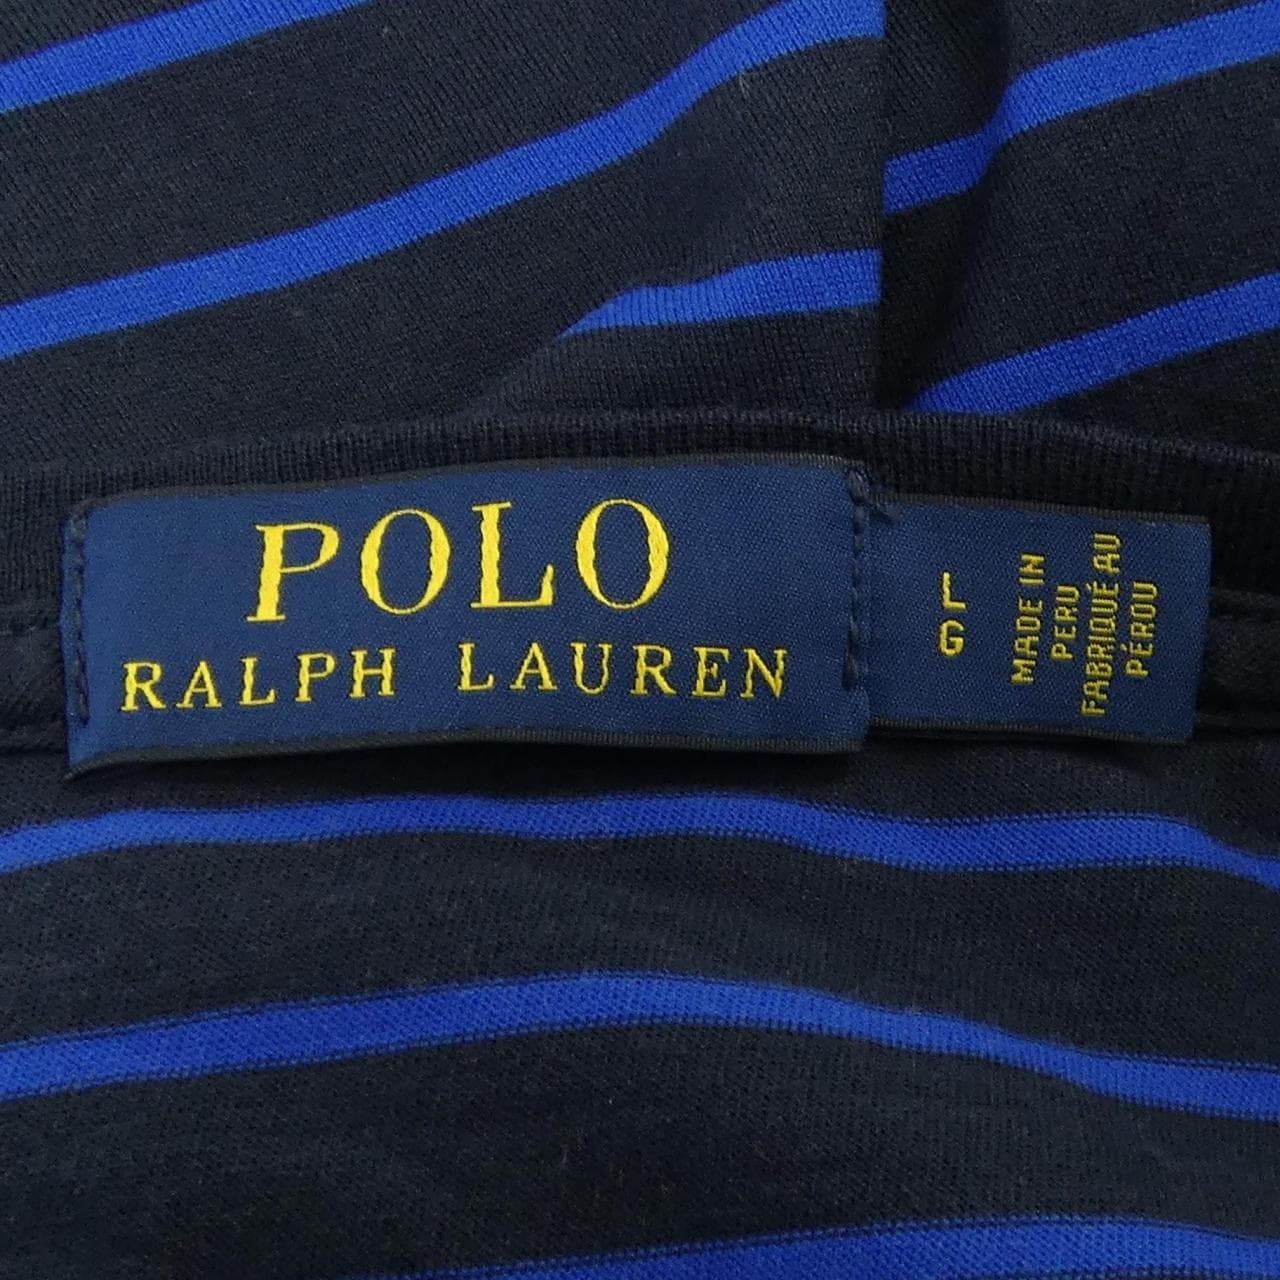 POLO
RALPH LAUREN
L
G
MADE IN
PERU
FABRIQUÉ AU
PÉROU